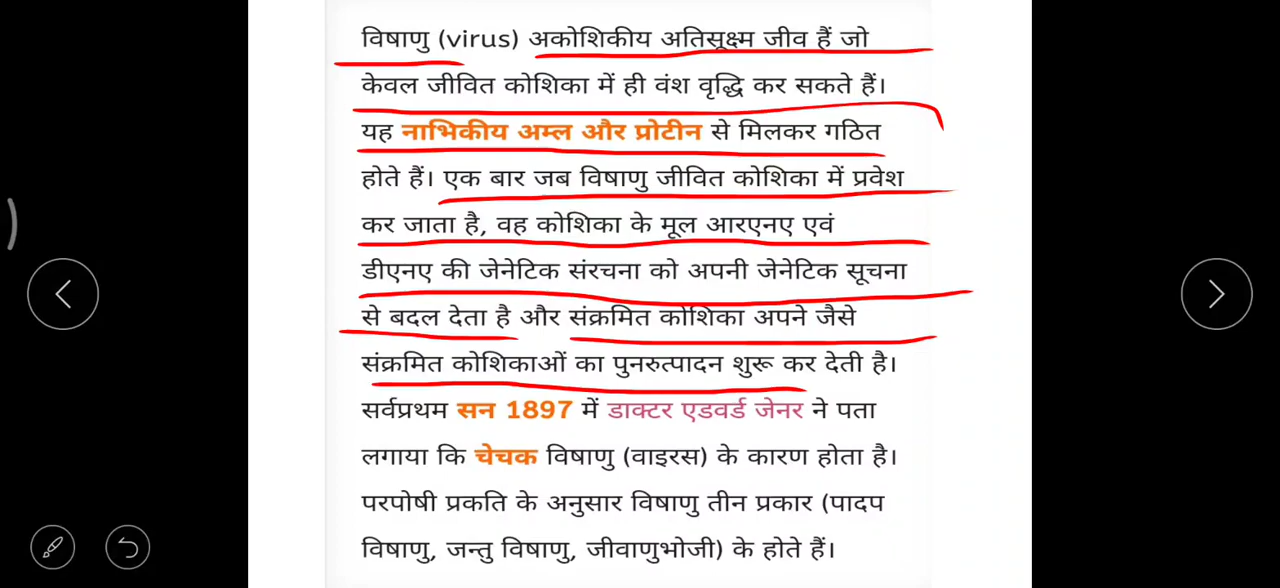 विषाणु (virus) अकोशिकीय अतिसूक्ष्म जीव हैं जो
केवल जीवित कोशिका में ही वंश वृद्धि कर सकते हैं।
यह नाभिकीय अम्ल और प्रोटीन से मिलकर गठित
होते हैं। एक बार जब विषाणु जीवित कोशिका में प्रवेश
कर जाता है, वह कोशिका के मूल आरएनए एवं
डीएनए की जेनेटिक संरचना को अपनी जेनेटिक सूचना
से बदल देता है और संक्रमित कोशिका अपने जैसे
संक्रमित कोशिकाओं का पुनरुत्पादन शुरू कर देती है।
सर्वप्रथम सन 1897 में डाक्टर एडवर्ड जेनर ने पता
लगाया कि चेचक विषाणु (वाइरस) के कारण होता है।
परपोषी प्रकति के अनुसार विषाणु तीन प्रकार (पादप
विषाणु, जन्तु विषाणु, जीवाणुभोजी) के होते हैं।